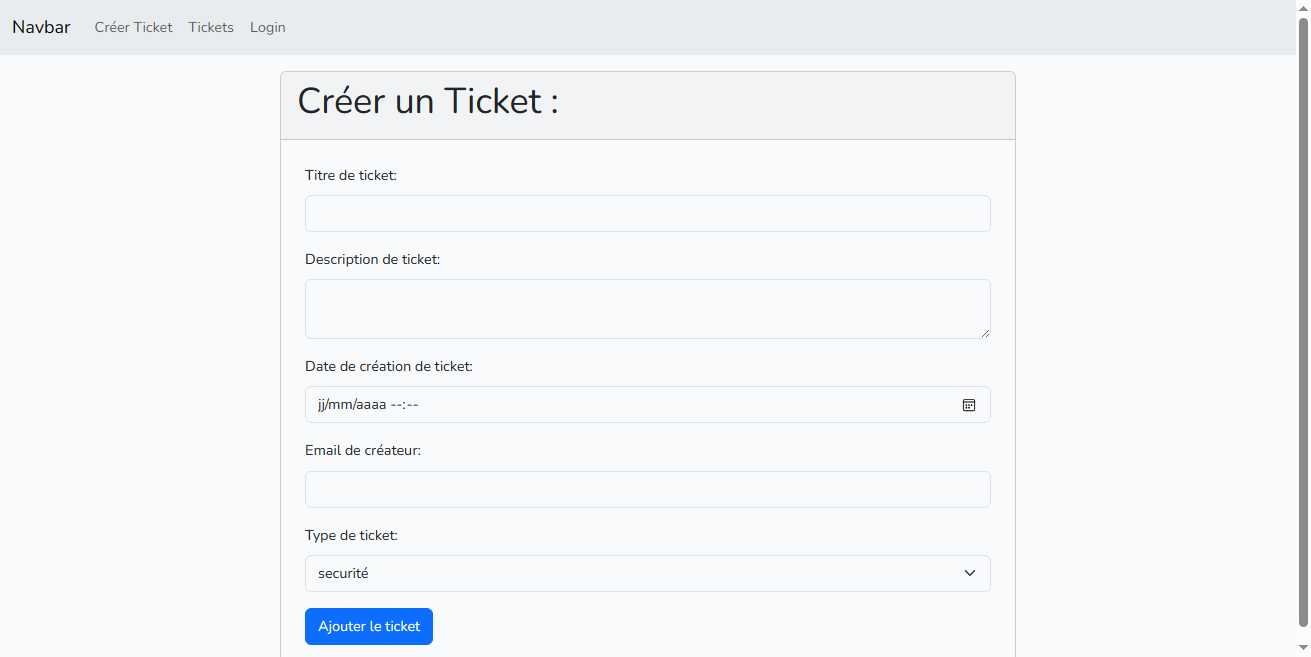 Navbar Créer Ticket Tickets Login
Créer un Ticket :
Titre de ticket:
Description de ticket:
Date de création de ticket:
jj/mm/aaaa --:--
Email de créateur:
Type de ticket:
securité
Ajouter le ticket